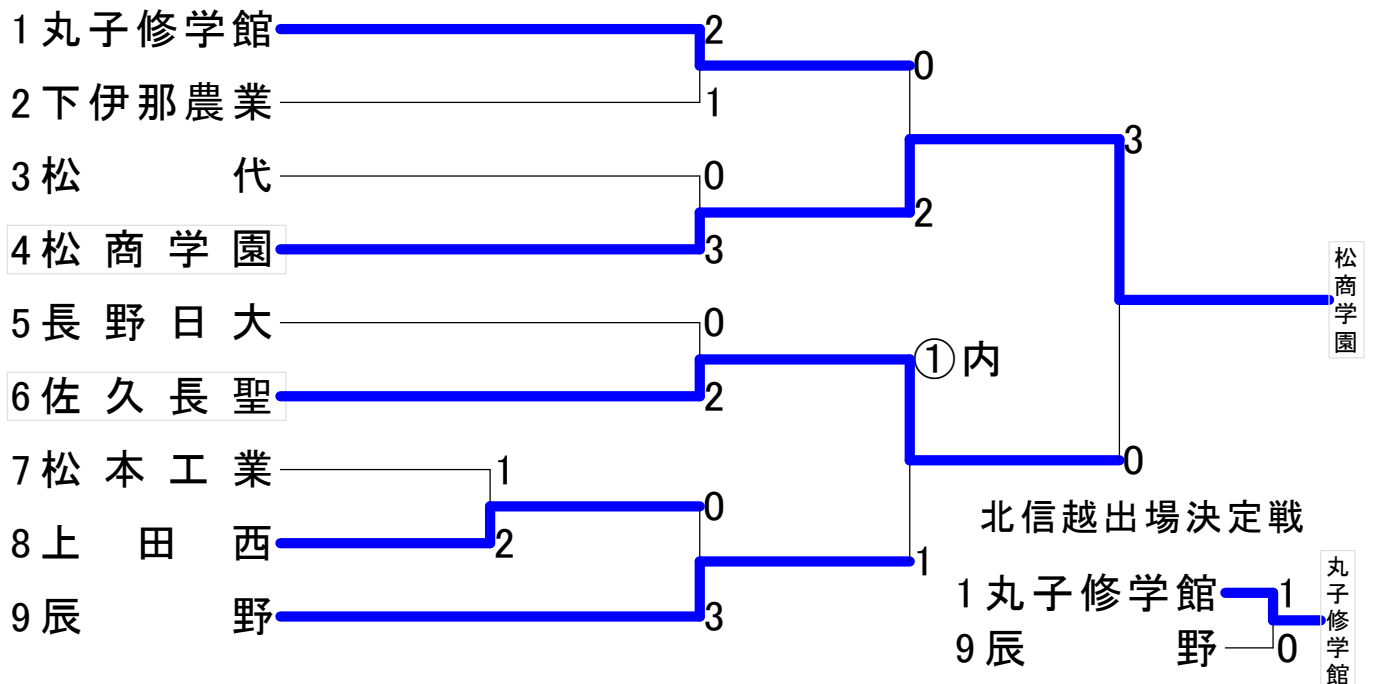 1 丸子修学館
2
0
2 下伊那農業
1
3
3 松 代
0
2
4 松商学園
3
松商学園
5 長野日大
0
①内
6 佐久長聖
2
7 松本工業
1
0
0
北信越出場決定戦
8 上田西
2
1
丸子修学館
1 丸子修学館
1
9 辰 野
3
9 辰 野
0